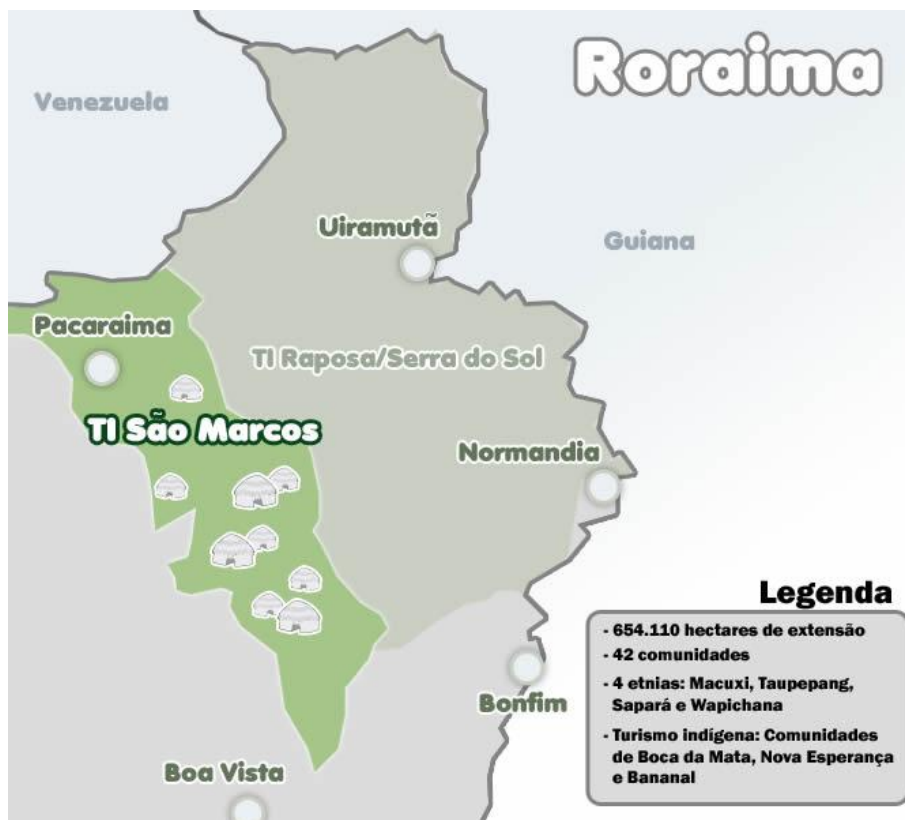 Roraima
Venezuela
Uiramutã
Guiana
Pacaraima
TI Raposa/Serra do Sol
TI São Marcos
Normandia
Legenda
- 654.110 hectares de extensão
- 42 comunidades
- 4 etnias: Macuxi, Taupepang,
Sapará e Wapichana
- Turismo indígena: Comunidades
de Boca da Mata, Nova Esperança
e Bananal
Bonfim
Boa Vista